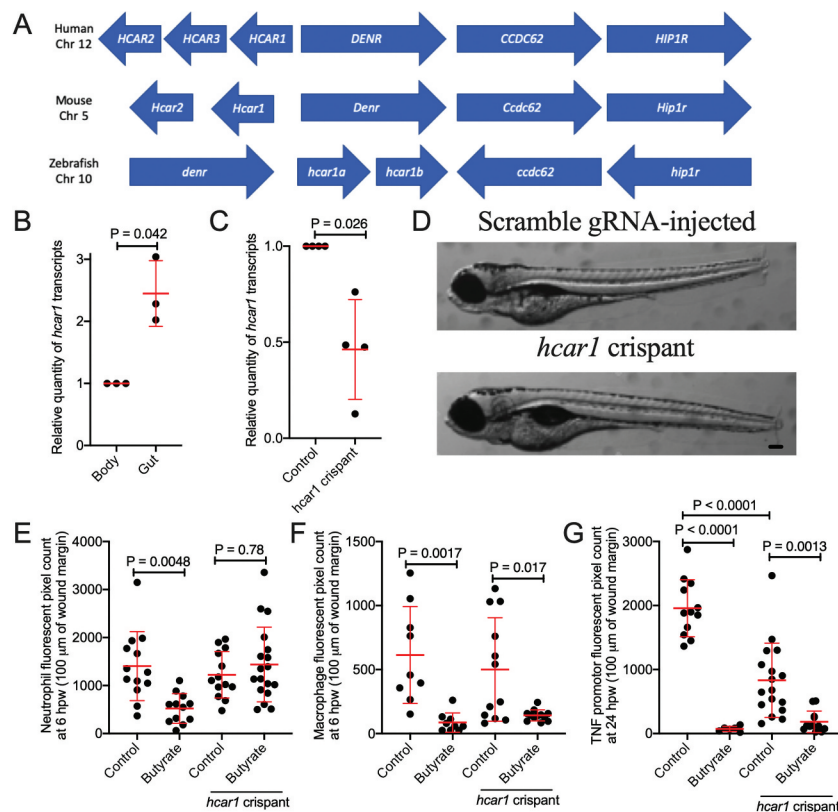 A
Human
Chr 12
HCAR2 HCAR3 HCAR1 DENR CCDC62 HIP1R
Mouse
Chr 5
Hcar2 Hcar1 Denr Ccdc62 Hip1r
Zebrafish
Chr 10
denr hcar1a hcar1b ccdc62 hip1r
B
P = 0.042
Relative quantity of hcar1 transcripts
3
2
1
0
Body
Gut
C
P = 0.026
Relative quantity of hcar1 transcripts
1.0
0.5
0.0
Control
hcar1 crispant
D
Scramble gRNA-injected
hcar1 crispant
E
Neutrophil fluorescent pixel count
at 6 hpw (100 μm of wound margin)
4000
3000
2000
1000
0
P = 0.0048
P = 0.78
Control
Butyrate
Control
Butyrate
hcar1 crispant
F
Macrophage fluorescent pixel count
at 6 hpw (100 μm of wound margin)
1500
1000
500
0
P = 0.0017
P = 0.017
Control
Butyrate
Control
Butyrate
hcar1 crispant
G
TNF promotor fluorescent pixel count
at 24 hpw (100 μm of wound margin)
3000
2000
1000
0
P < 0.0001
P < 0.0001
P = 0.0013
Control
Butryrate
Control
Butyrate
hcar1 crispant